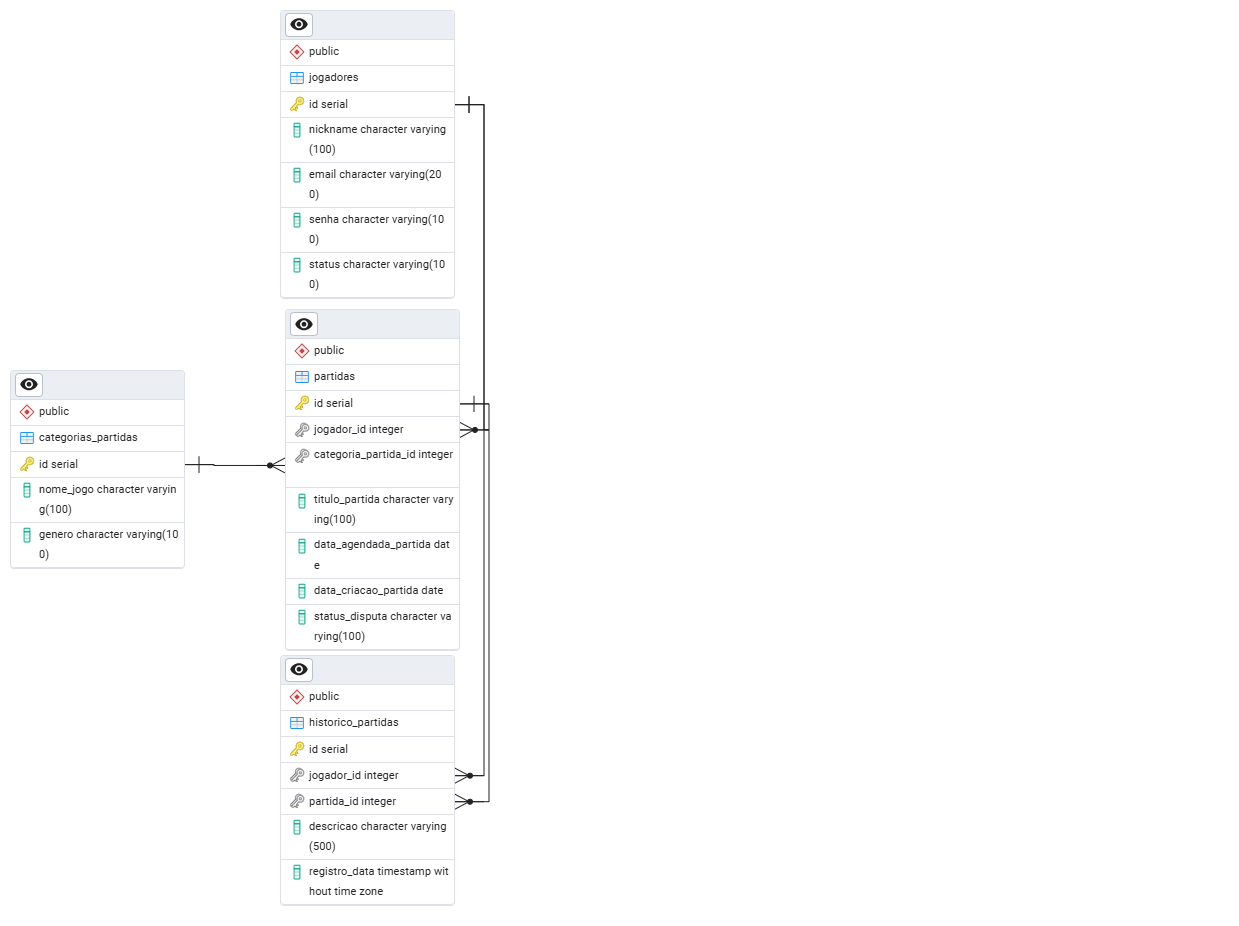 public
jogadores
id serial
nickname character varying
(100)
email character varying(20
0)
senha character varying(10
0)
status character varying(10
0)
public
partidas
id serial
jogador_id integer
categoria_partida_id integer
titulo_partida character vary
ing(100)
data_agendada_partida dat
e
data_criacao_partida date
status_disputa character va
rying(100)
public
categorias_partidas
id serial
nome_jogo character varyin
g(100)
genero character varying(10
0)
public
historico_partidas
id serial
jogador_id integer
partida_id integer
descricao character varying
(500)
registro_data timestamp wit
hout time zone